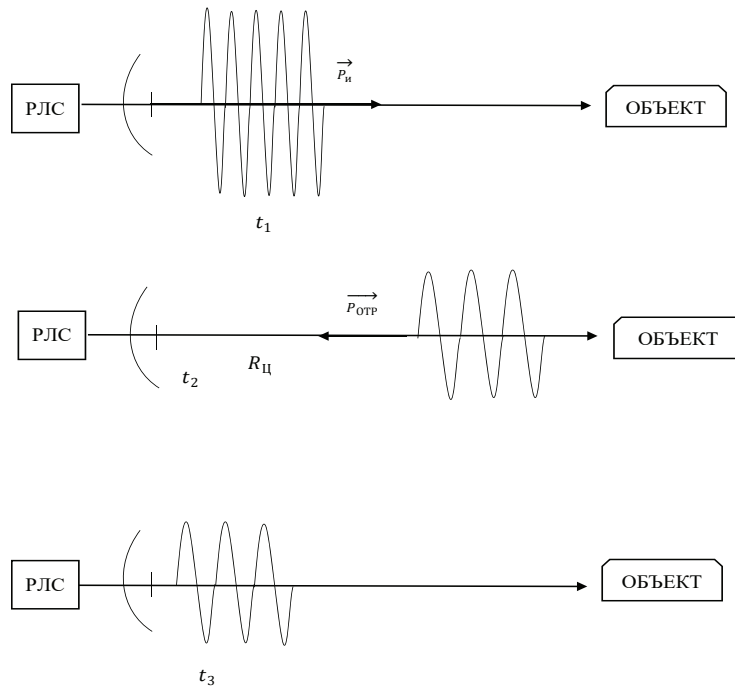 P_и
РЛС
ОБЪЕКТ
t_1
P_ОТР
РЛС
ОБЪЕКТ
t_2
R_Ц
РЛС
ОБЪЕКТ
t_3